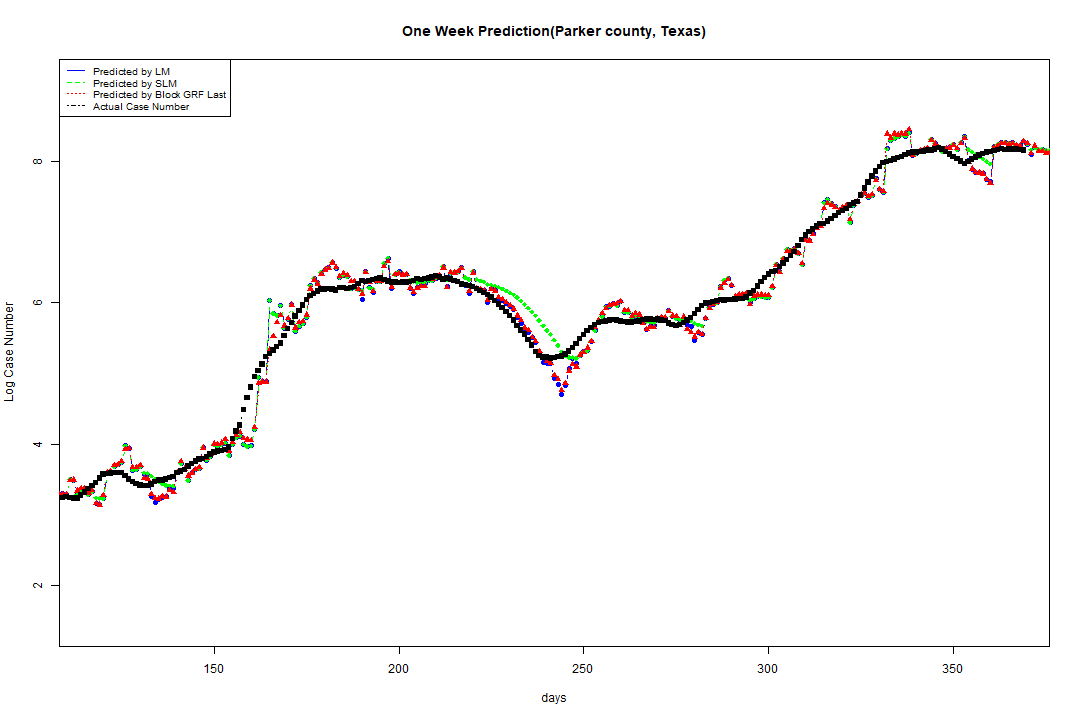 One Week Prediction(Parker county, Texas)
Predicted by LM
Predicted by SLM
Predicted by Block GRF Last
Actual Case Number
Log Case Number
8
6
4
2
150 200 250 300 350
days